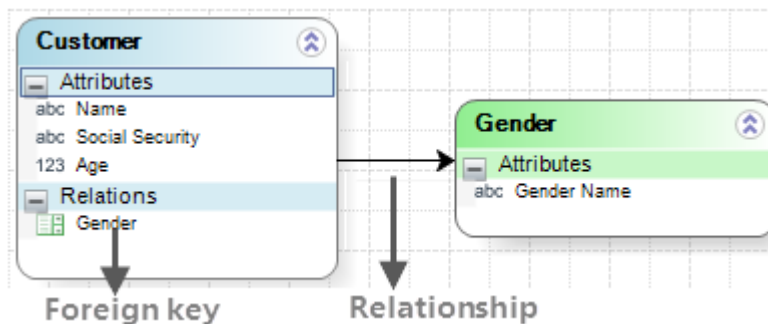 Customer
Attributes
abc Name
abc Social Security
123 Age
Relations
Gender
Gender
Attributes
abc Gender Name
Foreign key
Relationship